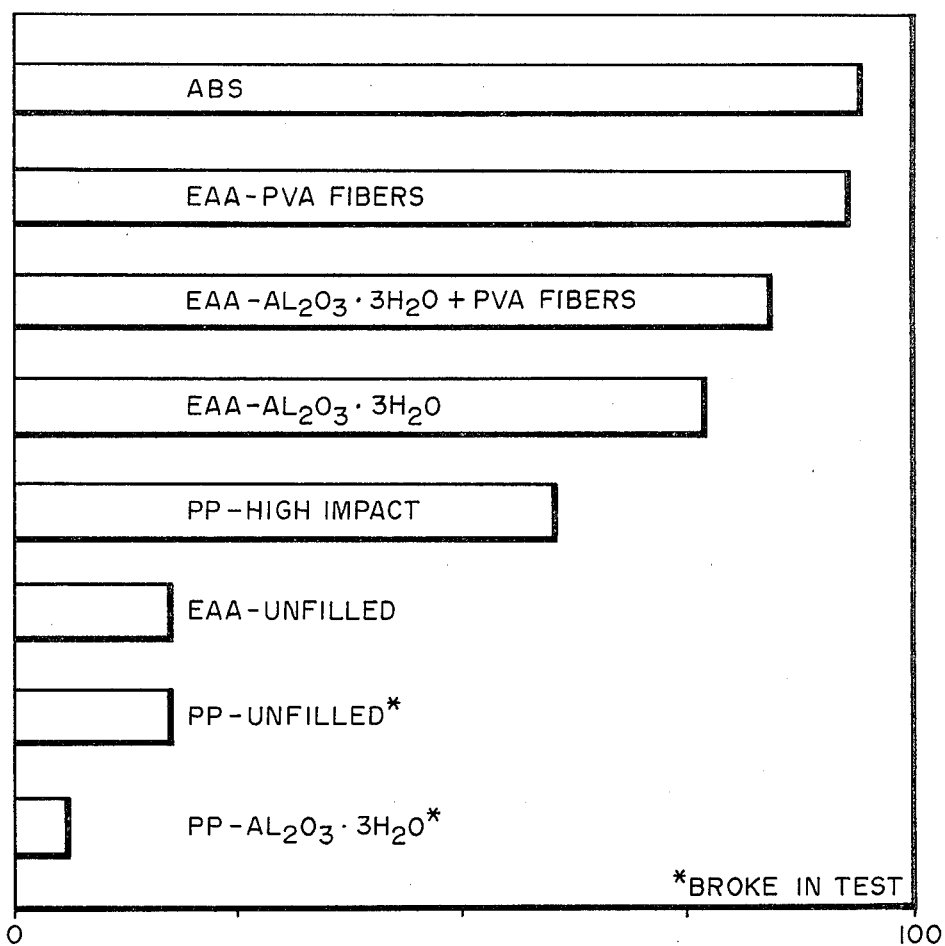 ABS
EAA-PVA FIBERS
EAA-AL₂O₃·3H₂O + PVA FIBERS
EAA-AL₂O₃·3H₂O
PP-HIGH IMPACT
EAA-UNFILLED
PP-UNFILLED*
PP-AL₂O₃·3H₂O*
*BROKE IN TEST
0 100